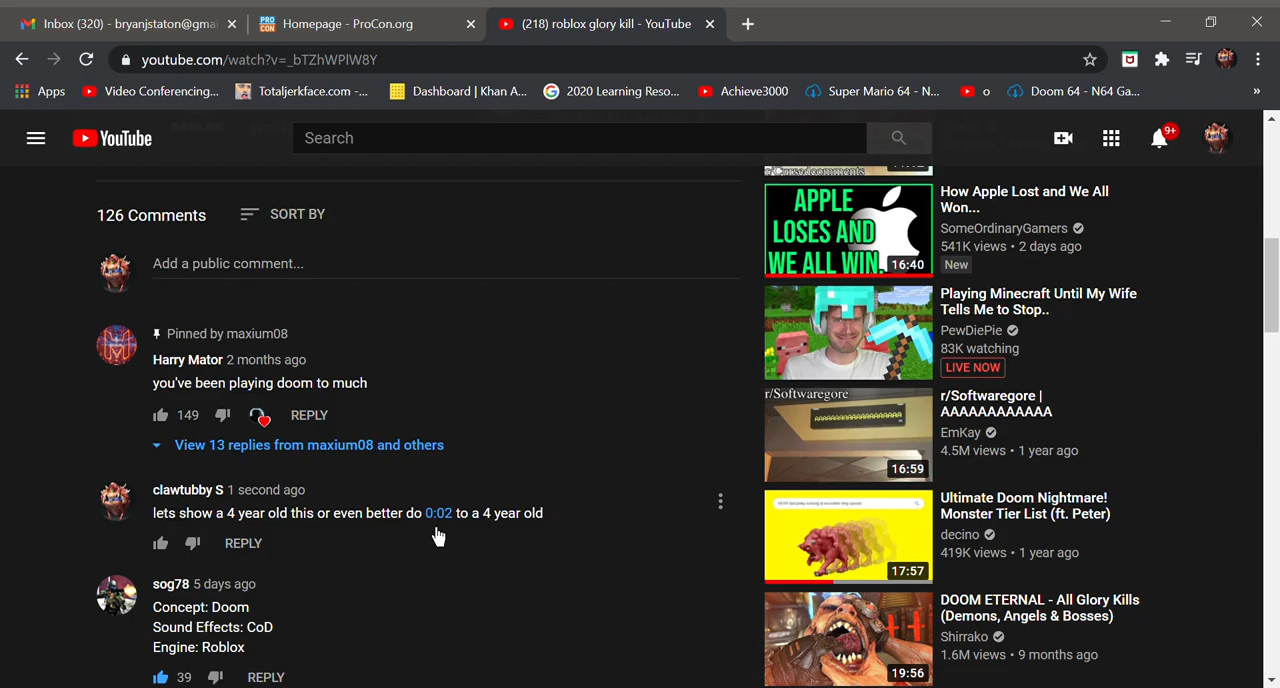 Inbox (320) - bryanjstaton@gmai
PRO CON
Homepage - ProCon.org
(218) roblox glory kill - YouTube
youtube.com/watch?v=_bTZhWPlW8Y
Apps
Video Conferencing...
Totaljerkface.com -...
Dashboard | Khan A...
2020 Learning Reso...
Achieve3000
Super Mario 64 - N...
o
Doom 64 - N64 Ga...
»
YouTube
Search
9+
126 Comments
SORT BY
Add a public comment...
Pinned by maxium08
Harry Mator 2 months ago
you've been playing doom to much
149
REPLY
View 13 replies from maxium08 and others
clawtubby S 1 second ago
lets show a 4 year old this or even better do 0:02 to a 4 year old
REPLY
sog78 5 days ago
Concept: Doom
Sound Effects: CoD
Engine: Roblox
39
REPLY
r/Cursedcomments
APPLE
LOSES AND
WE ALL WIN.
16:40
How Apple Lost and We All
Won...
SomeOrdinaryGamers
541K views • 2 days ago
New
Playing Minecraft Until My Wife
Tells Me to Stop..
PewDiePie
83K watching
LIVE NOW
r/Softwaregore
16:59
r/Softwaregore |
AAAAAAAAAAAA
EmKay
4.5M views • 1 year ago
17:57
Ultimate Doom Nightmare!
Monster Tier List (ft. Peter)
decino
419K views • 1 year ago
19:56
DOOM ETERNAL - All Glory Kills
(Demons, Angels & Bosses)
Shirrako
1.6M views • 9 months ago